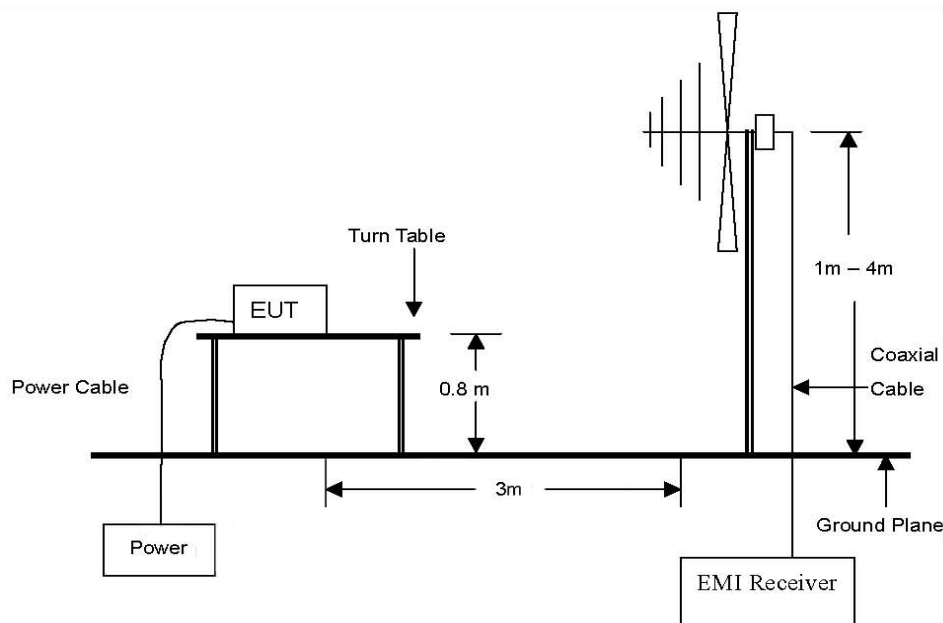 Turn Table
1m – 4m
EUT
Coaxial
Cable
0.8 m
Power Cable
3m
Ground Plane
Power
EMI Receiver